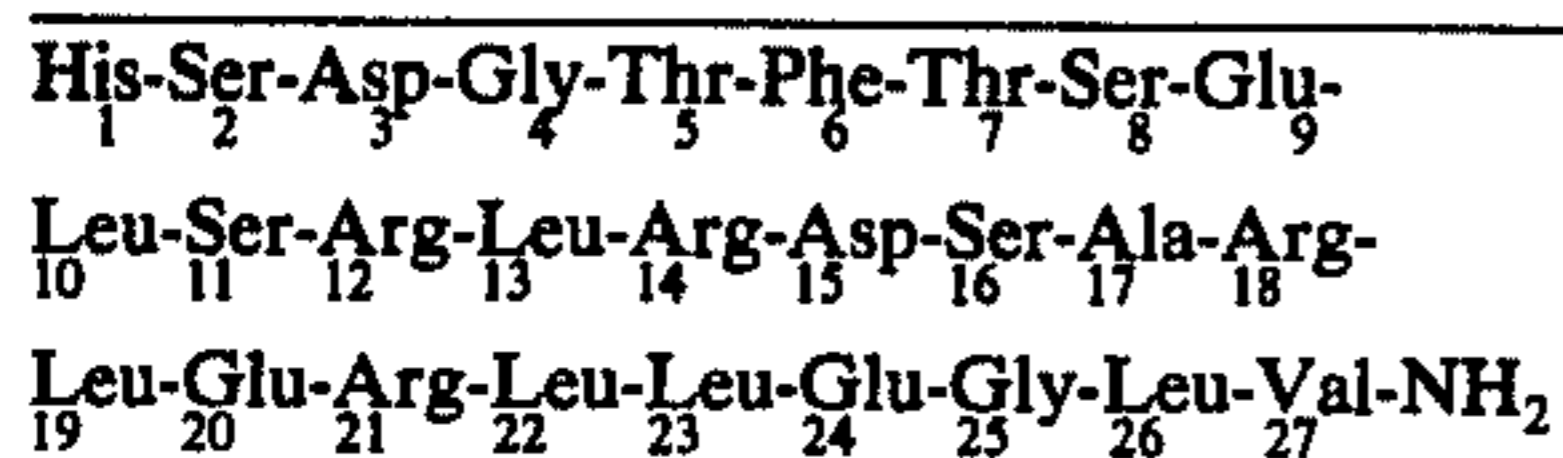 His-Ser-Asp-Gly-Thr-Phe-Thr-Ser-Glu-
1 2 3 4 5 6 7 8 9
Leu-Ser-Arg-Leu-Arg-Asp-Ser-Ala-Arg-
10 11 12 13 14 15 16 17 18
Leu-Glu-Arg-Leu-Leu-Glu-Gly-Leu-Val-NH2
19 20 21 22 23 24 25 26 27